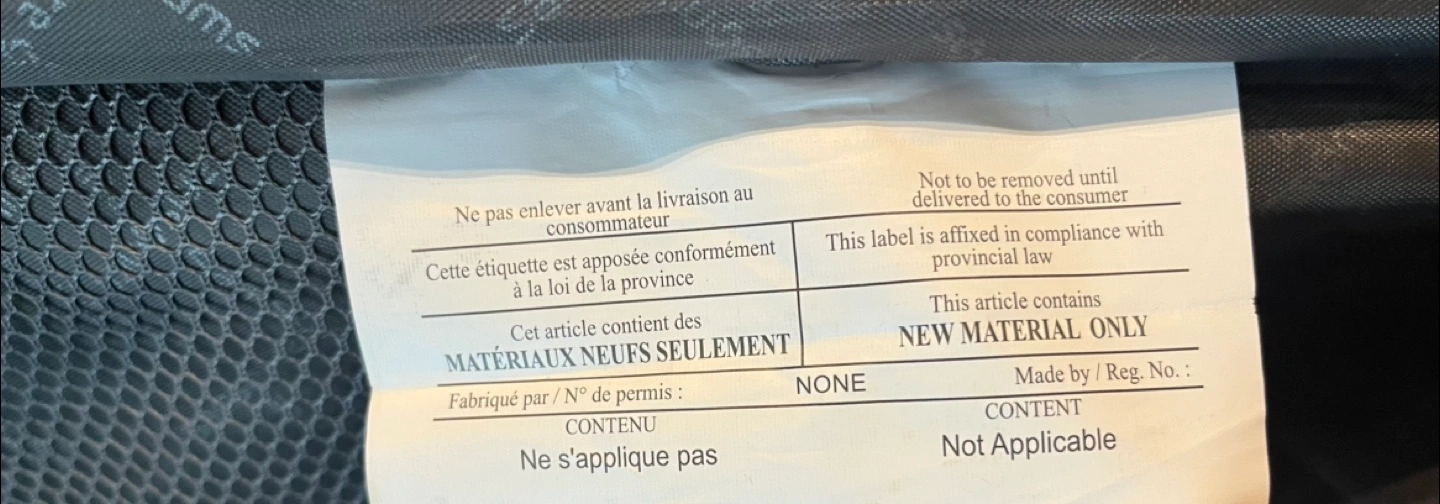 Ne pas enlever avant la livraison au
consommateur
Not to be removed until
delivered to the consumer
Cette étiquette est apposée conformément
à la loi de la province
This label is affixed in compliance with
provincial law
Cet article contient des
MATÉRIAUX NEUFS SEULEMENT
This article contains
NEW MATERIAL ONLY
Fabriqué par / Nº de permis : NONE Made by / Reg. No. :
CONTENU
Ne s'applique pas
CONTENT
Not Applicable